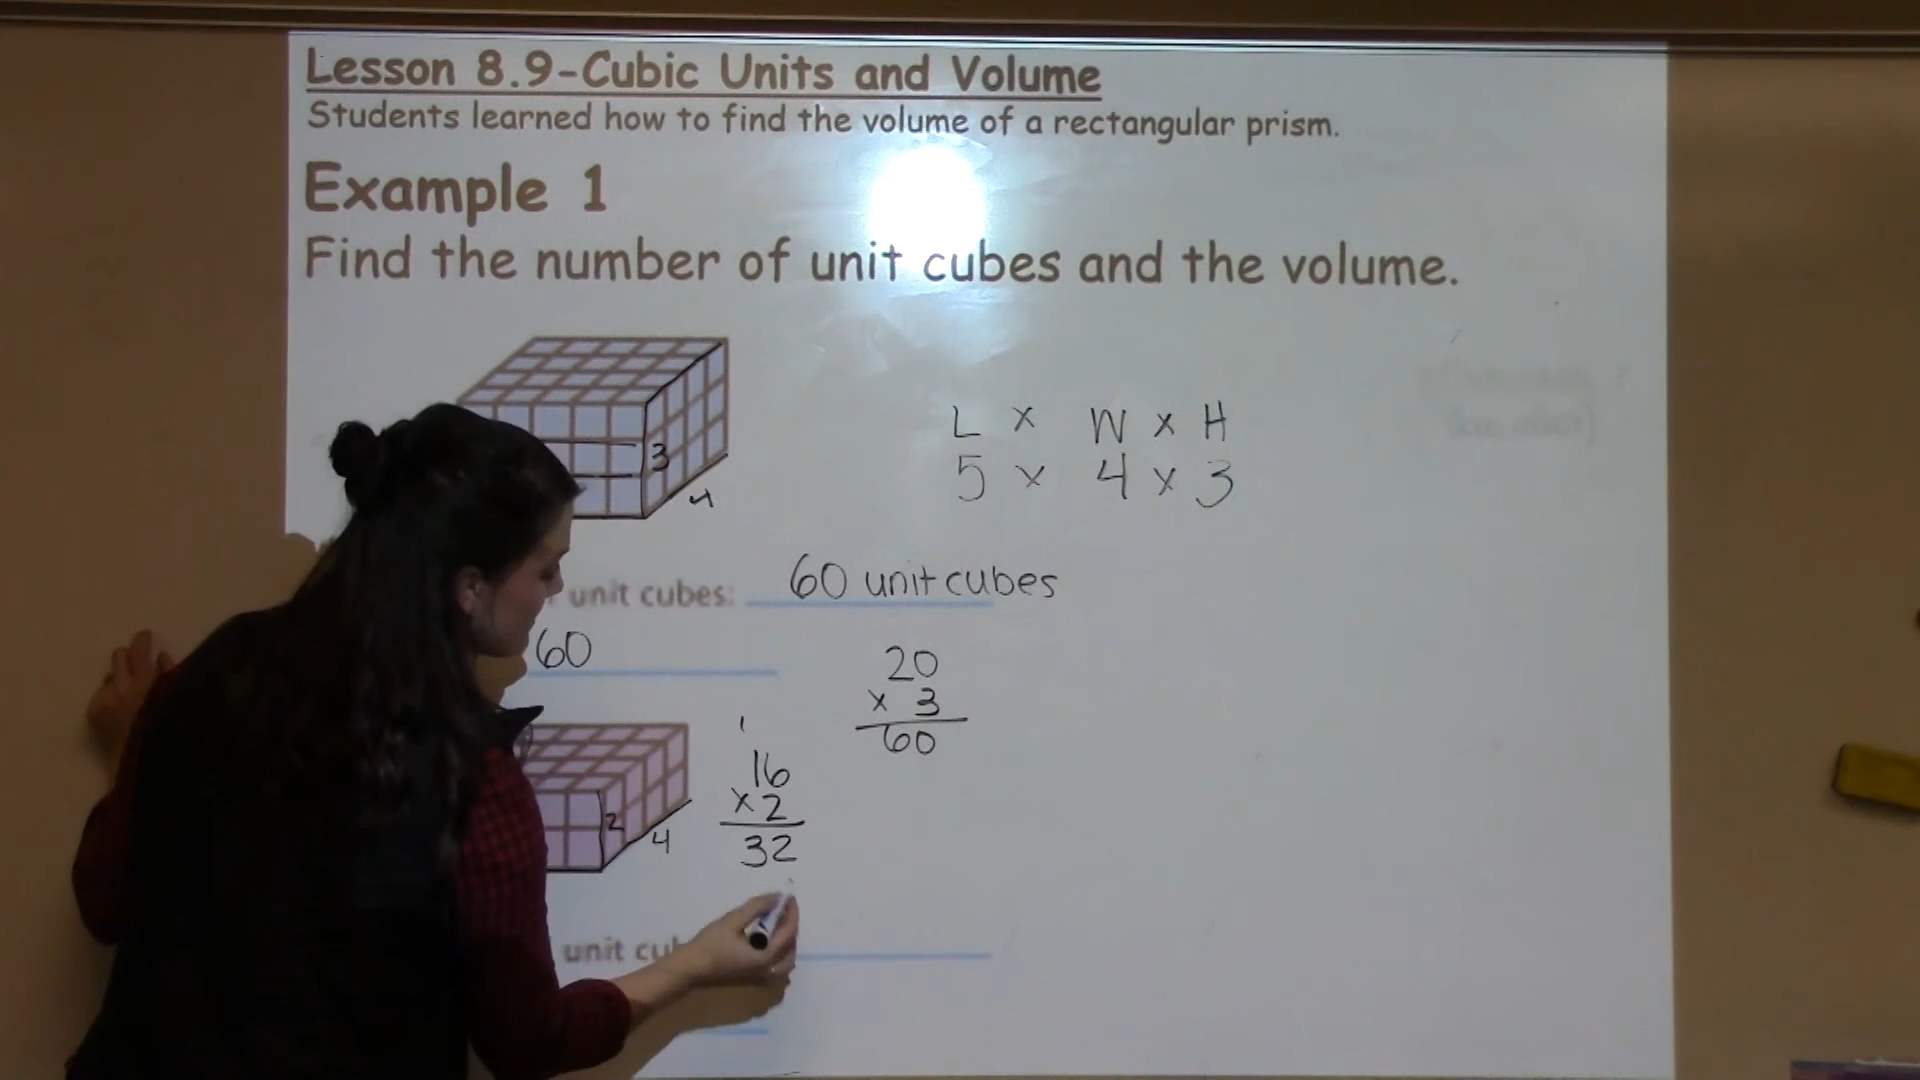 Lesson 8.9-Cubic Units and Volume
Students learned how to find the volume of a rectangular prism.
Example 1
Find the number of unit cubes and the volume.
L x W x H
5 x 4 x 3
3
4
unit cubes: 60 unit cubes
60
20
x 3
60
1
16
x 2
32
2
4
unit